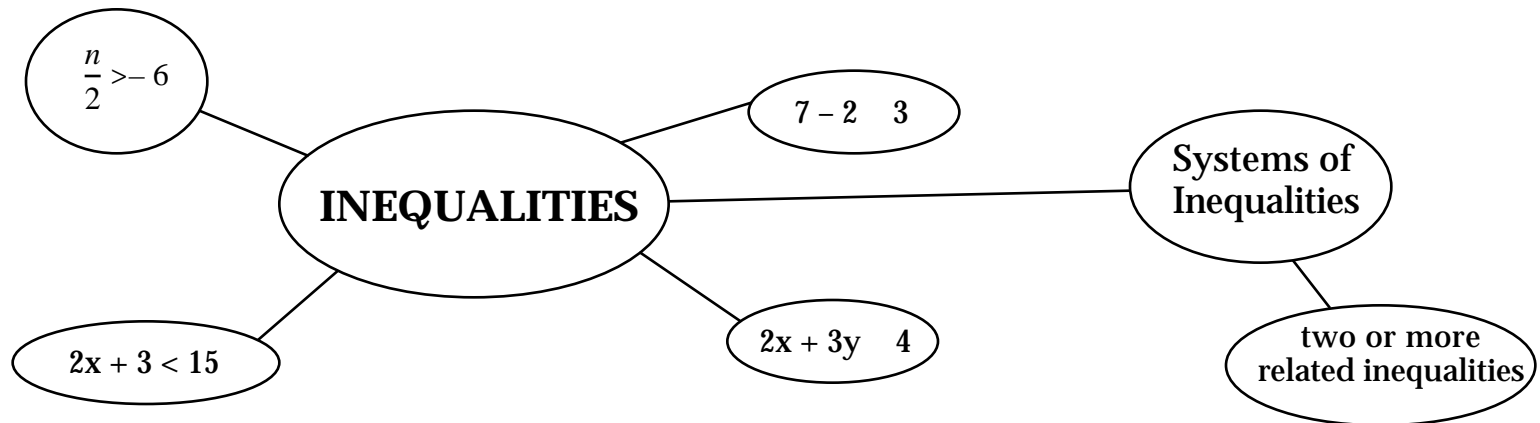 n/2 >– 6
7 – 2 3
INEQUALITIES
Systems of
Inequalities
2x + 3 < 15
2x + 3y 4
two or more
related inequalities